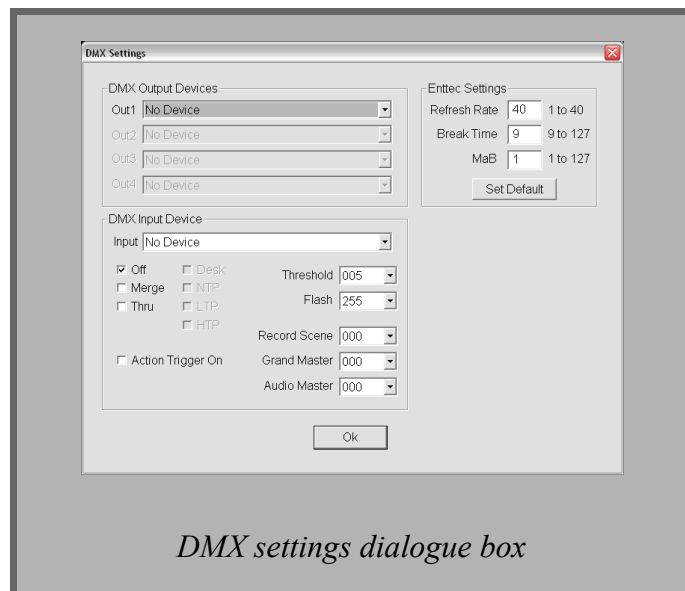 DMX Settings
DMX Output Devices
Out1 No Device
Out2 No Device
Out3 No Device
Out4 No Device
Enttec Settings
Refresh Rate 40 1 to 40
Break Time 9 9 to 127
MaB 1 1 to 127
Set Default
DMX Input Device
Input No Device
Off Desk Threshold 005
Merge NTP Flash 255
Thru LTP
HTP
Record Scene 000
Action Trigger On Grand Master 000
Audio Master 000
Ok
DMX settings dialogue box